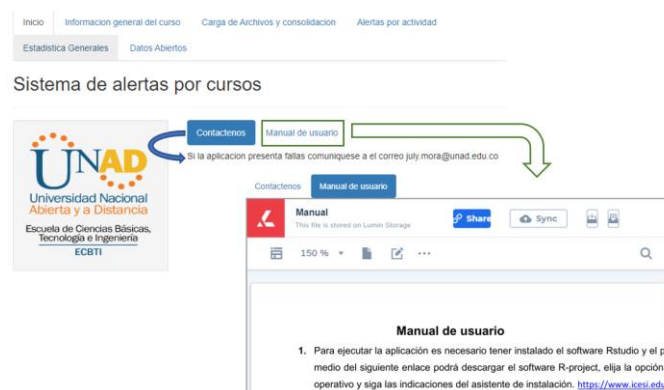 Inicio Informacion general del curso Carga de Archivos y consolidacion Alertas por actividad
Estadistica Generales Datos Abiertos
Sistema de alertas por cursos
Contactenos Manual de usuario
Si la aplicacion presenta fallas comuniquese a el correo july.mora@unad.edu.co
UNAD
Universidad Nacional
Abierta y a Distancia
Escuela de Ciencias Básicas,
Tecnología e Ingeniería
ECBTI
Contactenos Manual de usuario
Manual
This file is stored on Lumin Storage
Share Sync
150 %
Manual de usuario
1. Para ejecutar la aplicación es necesario tener instalado el software Rstudio y el p
medio del siguiente enlace podrá descargar el software R-project, elija la opción
operativo y siga las indicaciones del asistente de instalación. https://www.icesi.edu